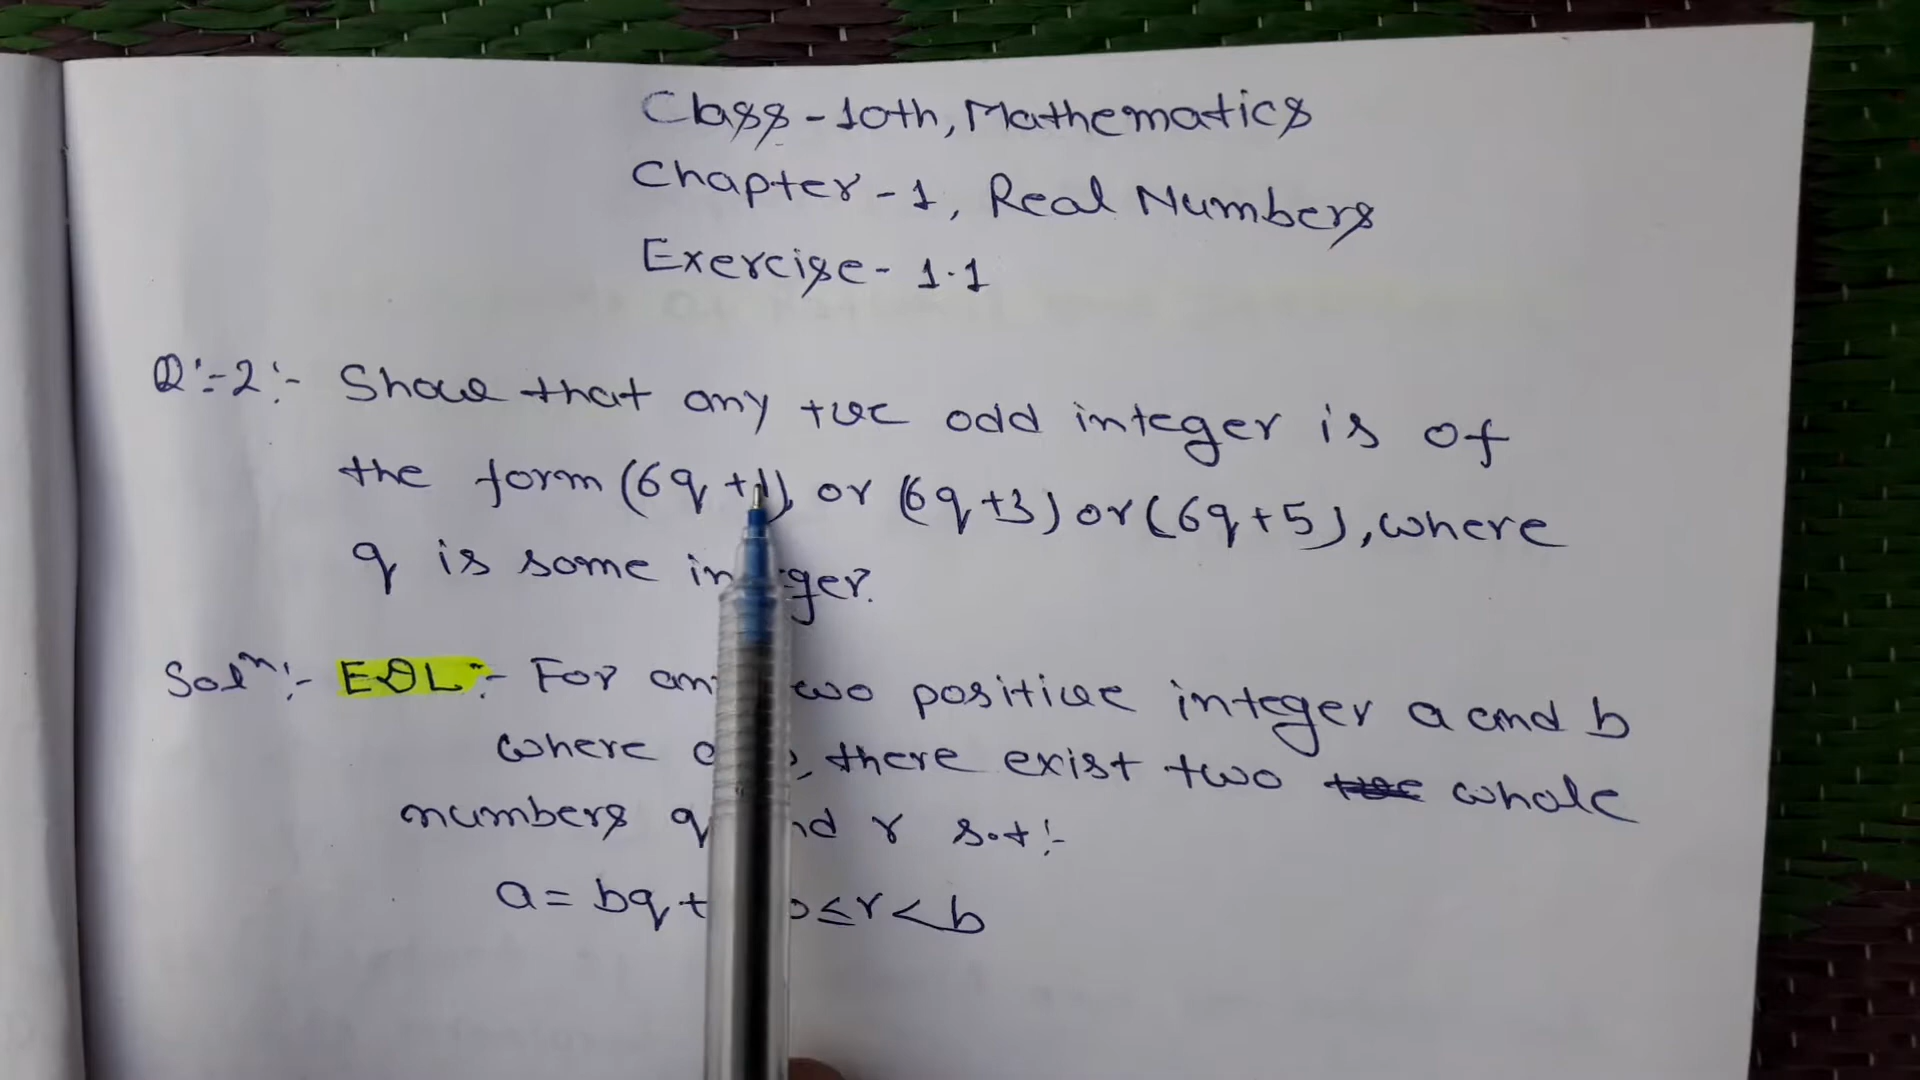 Class-10th, Mathematics
Chapter-1, Real Numbers
Exercise-1.1
Q:-2:- Show that any +ve odd integer is of
the form (6q+1) or (6q+3) or (6q+5), where
q is some
Soln:- EDL:- For positive integer a and b
where there exist two whole
numbers q r s.t:-
a = bq + ≤r<b